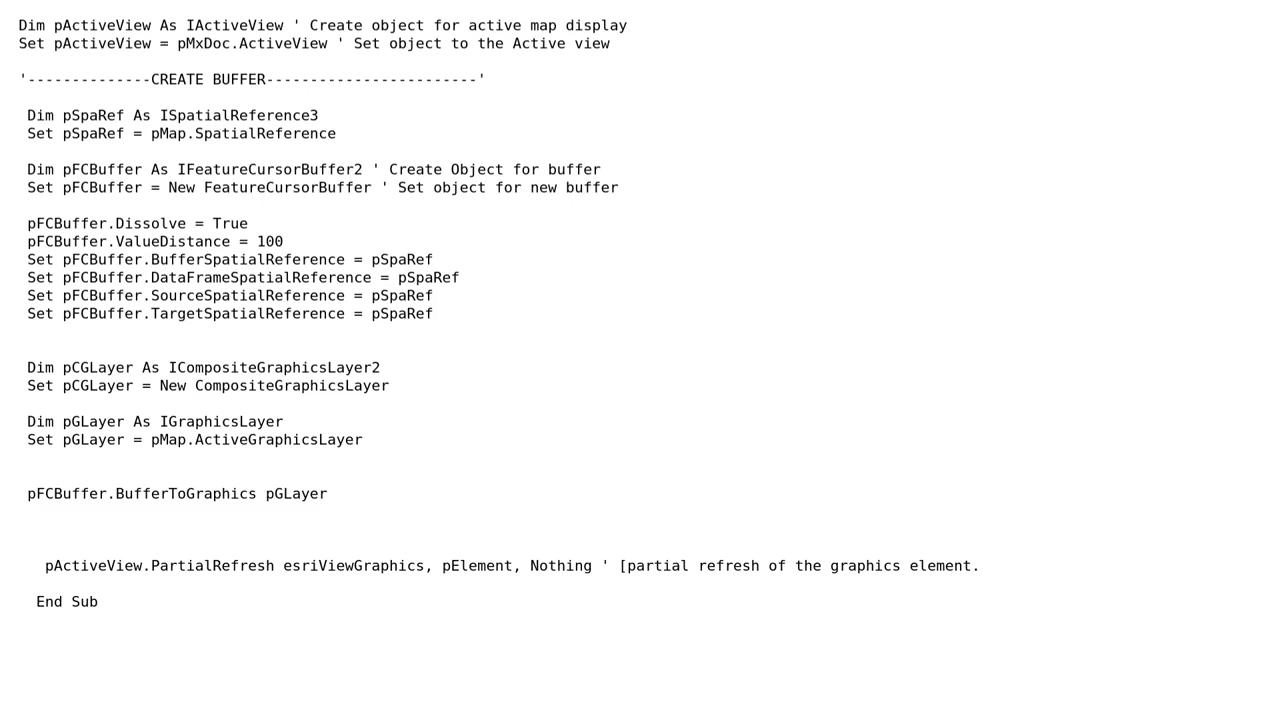 Dim pActiveView As IActiveView ' Create object for active map display
Set pActiveView = pMxDoc.ActiveView ' Set object to the Active view
'--------------CREATE BUFFER------------------------'
Dim pSpaRef As ISpatialReference3
Set pSpaRef = pMap.SpatialReference
Dim pFCBuffer As IFeatureCursorBuffer2 ' Create Object for buffer
Set pFCBuffer = New FeatureCursorBuffer ' Set object for new buffer
pFCBuffer.Dissolve = True
pFCBuffer.ValueDistance = 100
Set pFCBuffer.BufferSpatialReference = pSpaRef
Set pFCBuffer.DataFrameSpatialReference = pSpaRef
Set pFCBuffer.SourceSpatialReference = pSpaRef
Set pFCBuffer.TargetSpatialReference = pSpaRef
Dim pCGLayer As ICompositeGraphicsLayer2
Set pCGLayer = New CompositeGraphicsLayer
Dim pGLayer As IGraphicsLayer
Set pGLayer = pMap.ActiveGraphicsLayer
pFCBuffer.BufferToGraphics pGLayer
pActiveView.PartialRefresh esriViewGraphics, pElement, Nothing ' [partial refresh of the graphics element.
End Sub